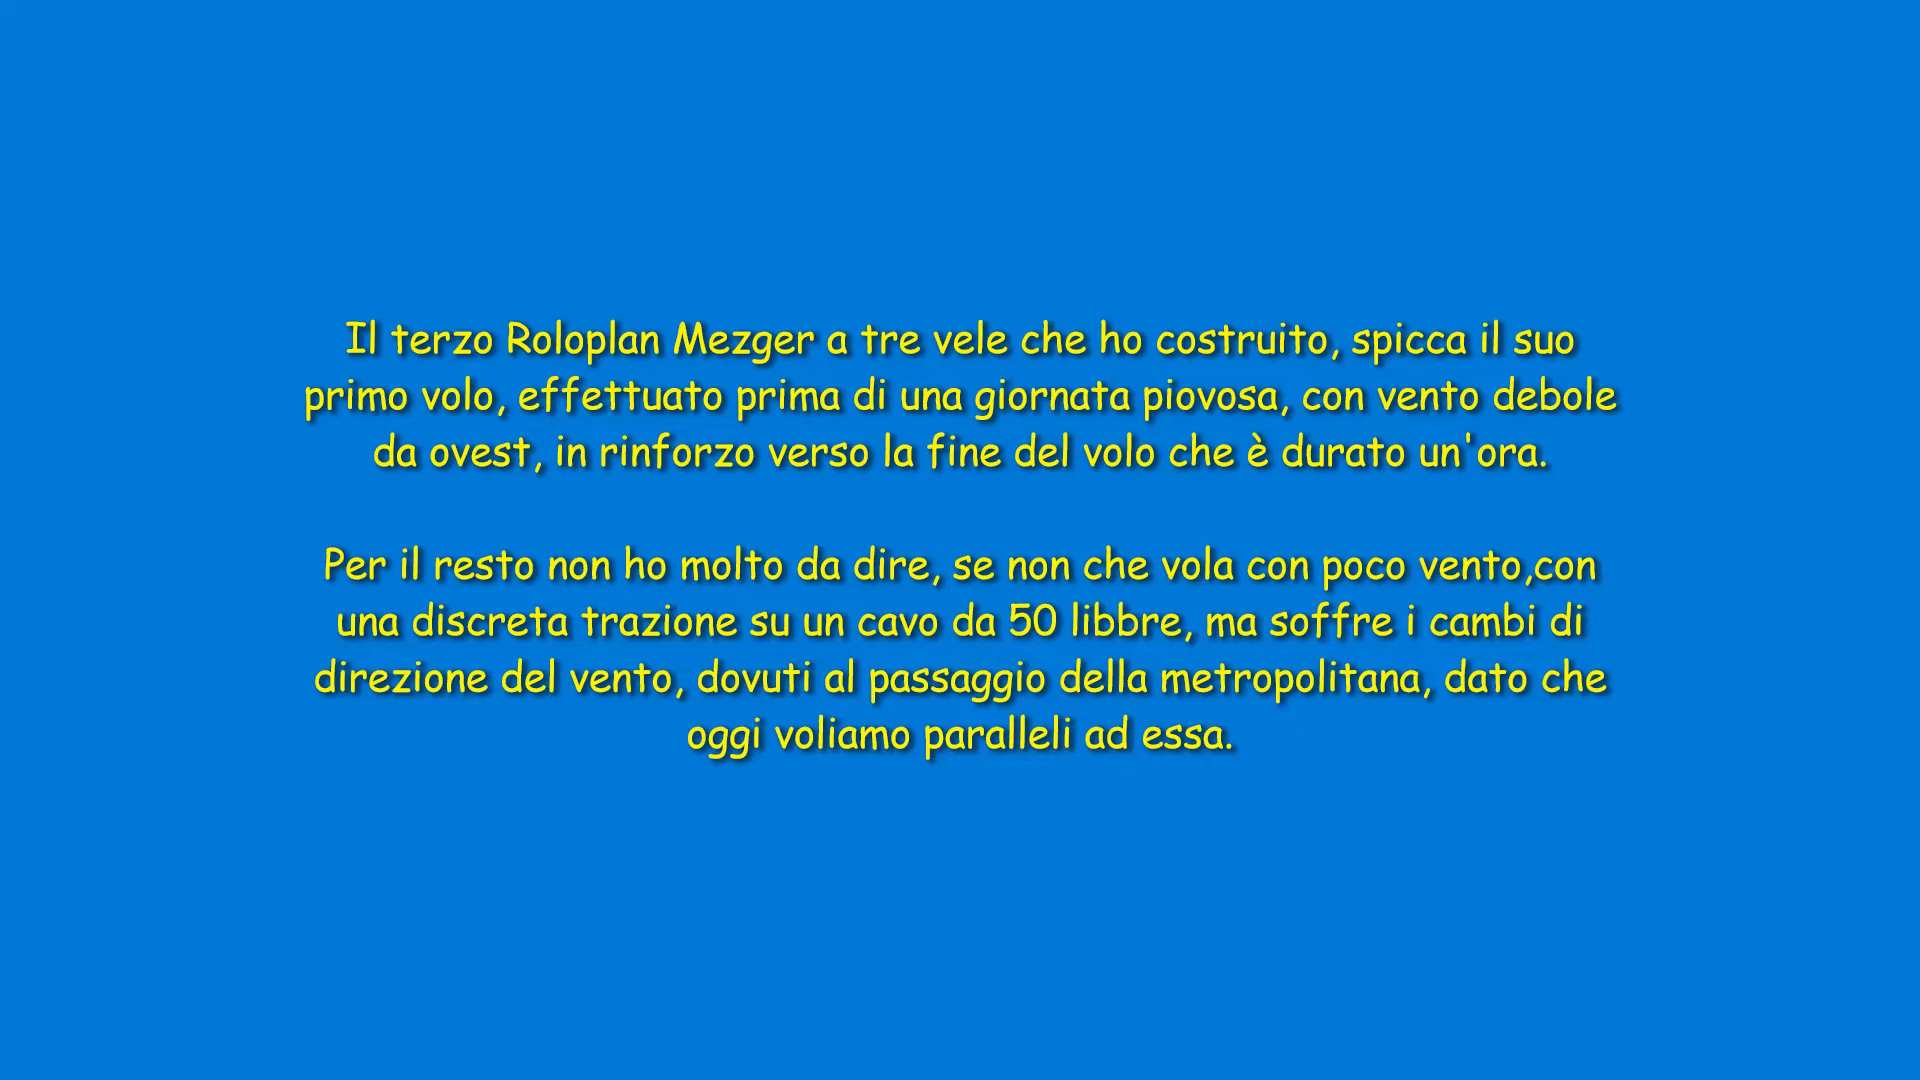 Il terzo Roloplan Mezger a tre vele che ho costruito, spicca il suo
primo volo, effettuato prima di una giornata piovosa, con vento debole
da ovest, in rinforzo verso la fine del volo che è durato un'ora.
Per il resto non ho molto da dire, se non che vola con poco vento,con
una discreta trazione su un cavo da 50 libbre, ma soffre i cambi di
direzione del vento, dovuti al passaggio della metropolitana, dato che
oggi voliamo paralleli ad essa.